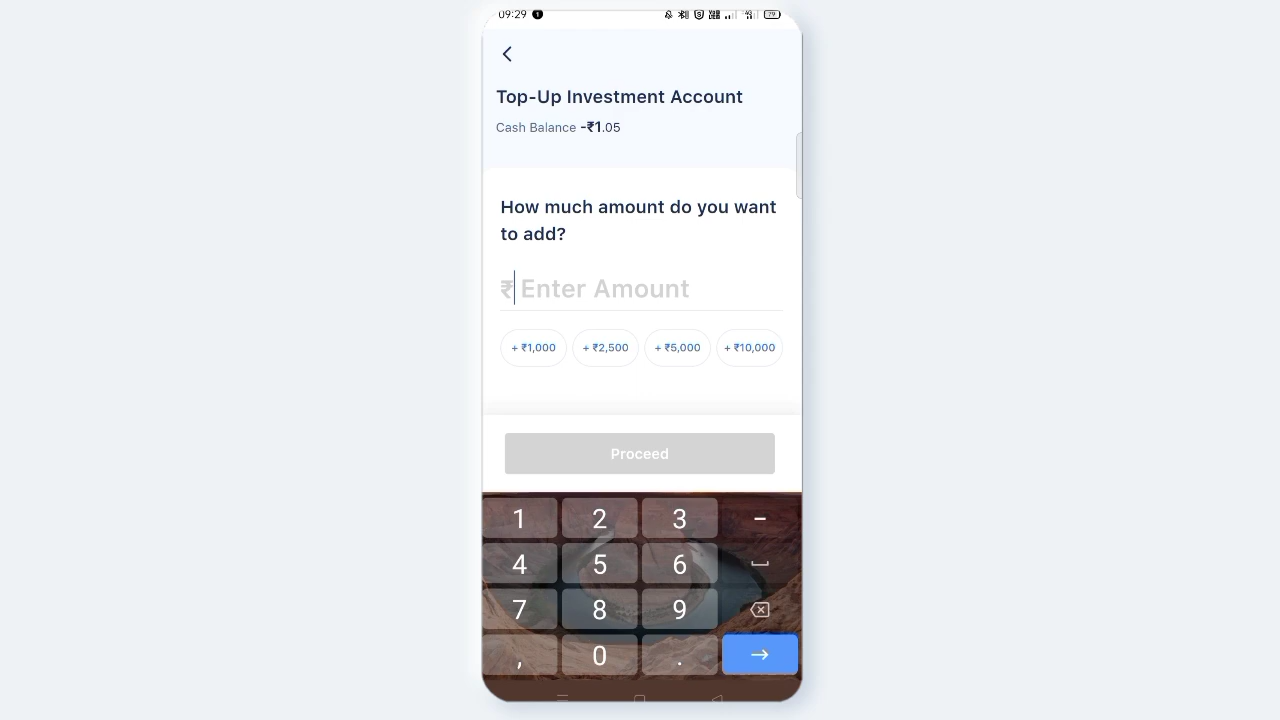 09:29
Top-Up Investment Account
Cash Balance -₹1.05
How much amount do you want
to add?
₹ Enter Amount
+ ₹1,000 + ₹2,500 + ₹5,000 + ₹10,000
Proceed
1 2 3 -
4 5 6
7 8 9
, 0 .